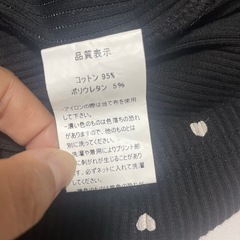 品質表示
コットン 95%
ポリウレタン 5%
・アイロンの際は当て布を使用して
下さい。
・濃い色のものは色落ちの恐れ
がありますので、他のものとは
別に洗ってください。
・洗濯や着用によりプリント部
に剥がれが生じることがあり
ます。必ずネットに入れて洗濯
して下さい。